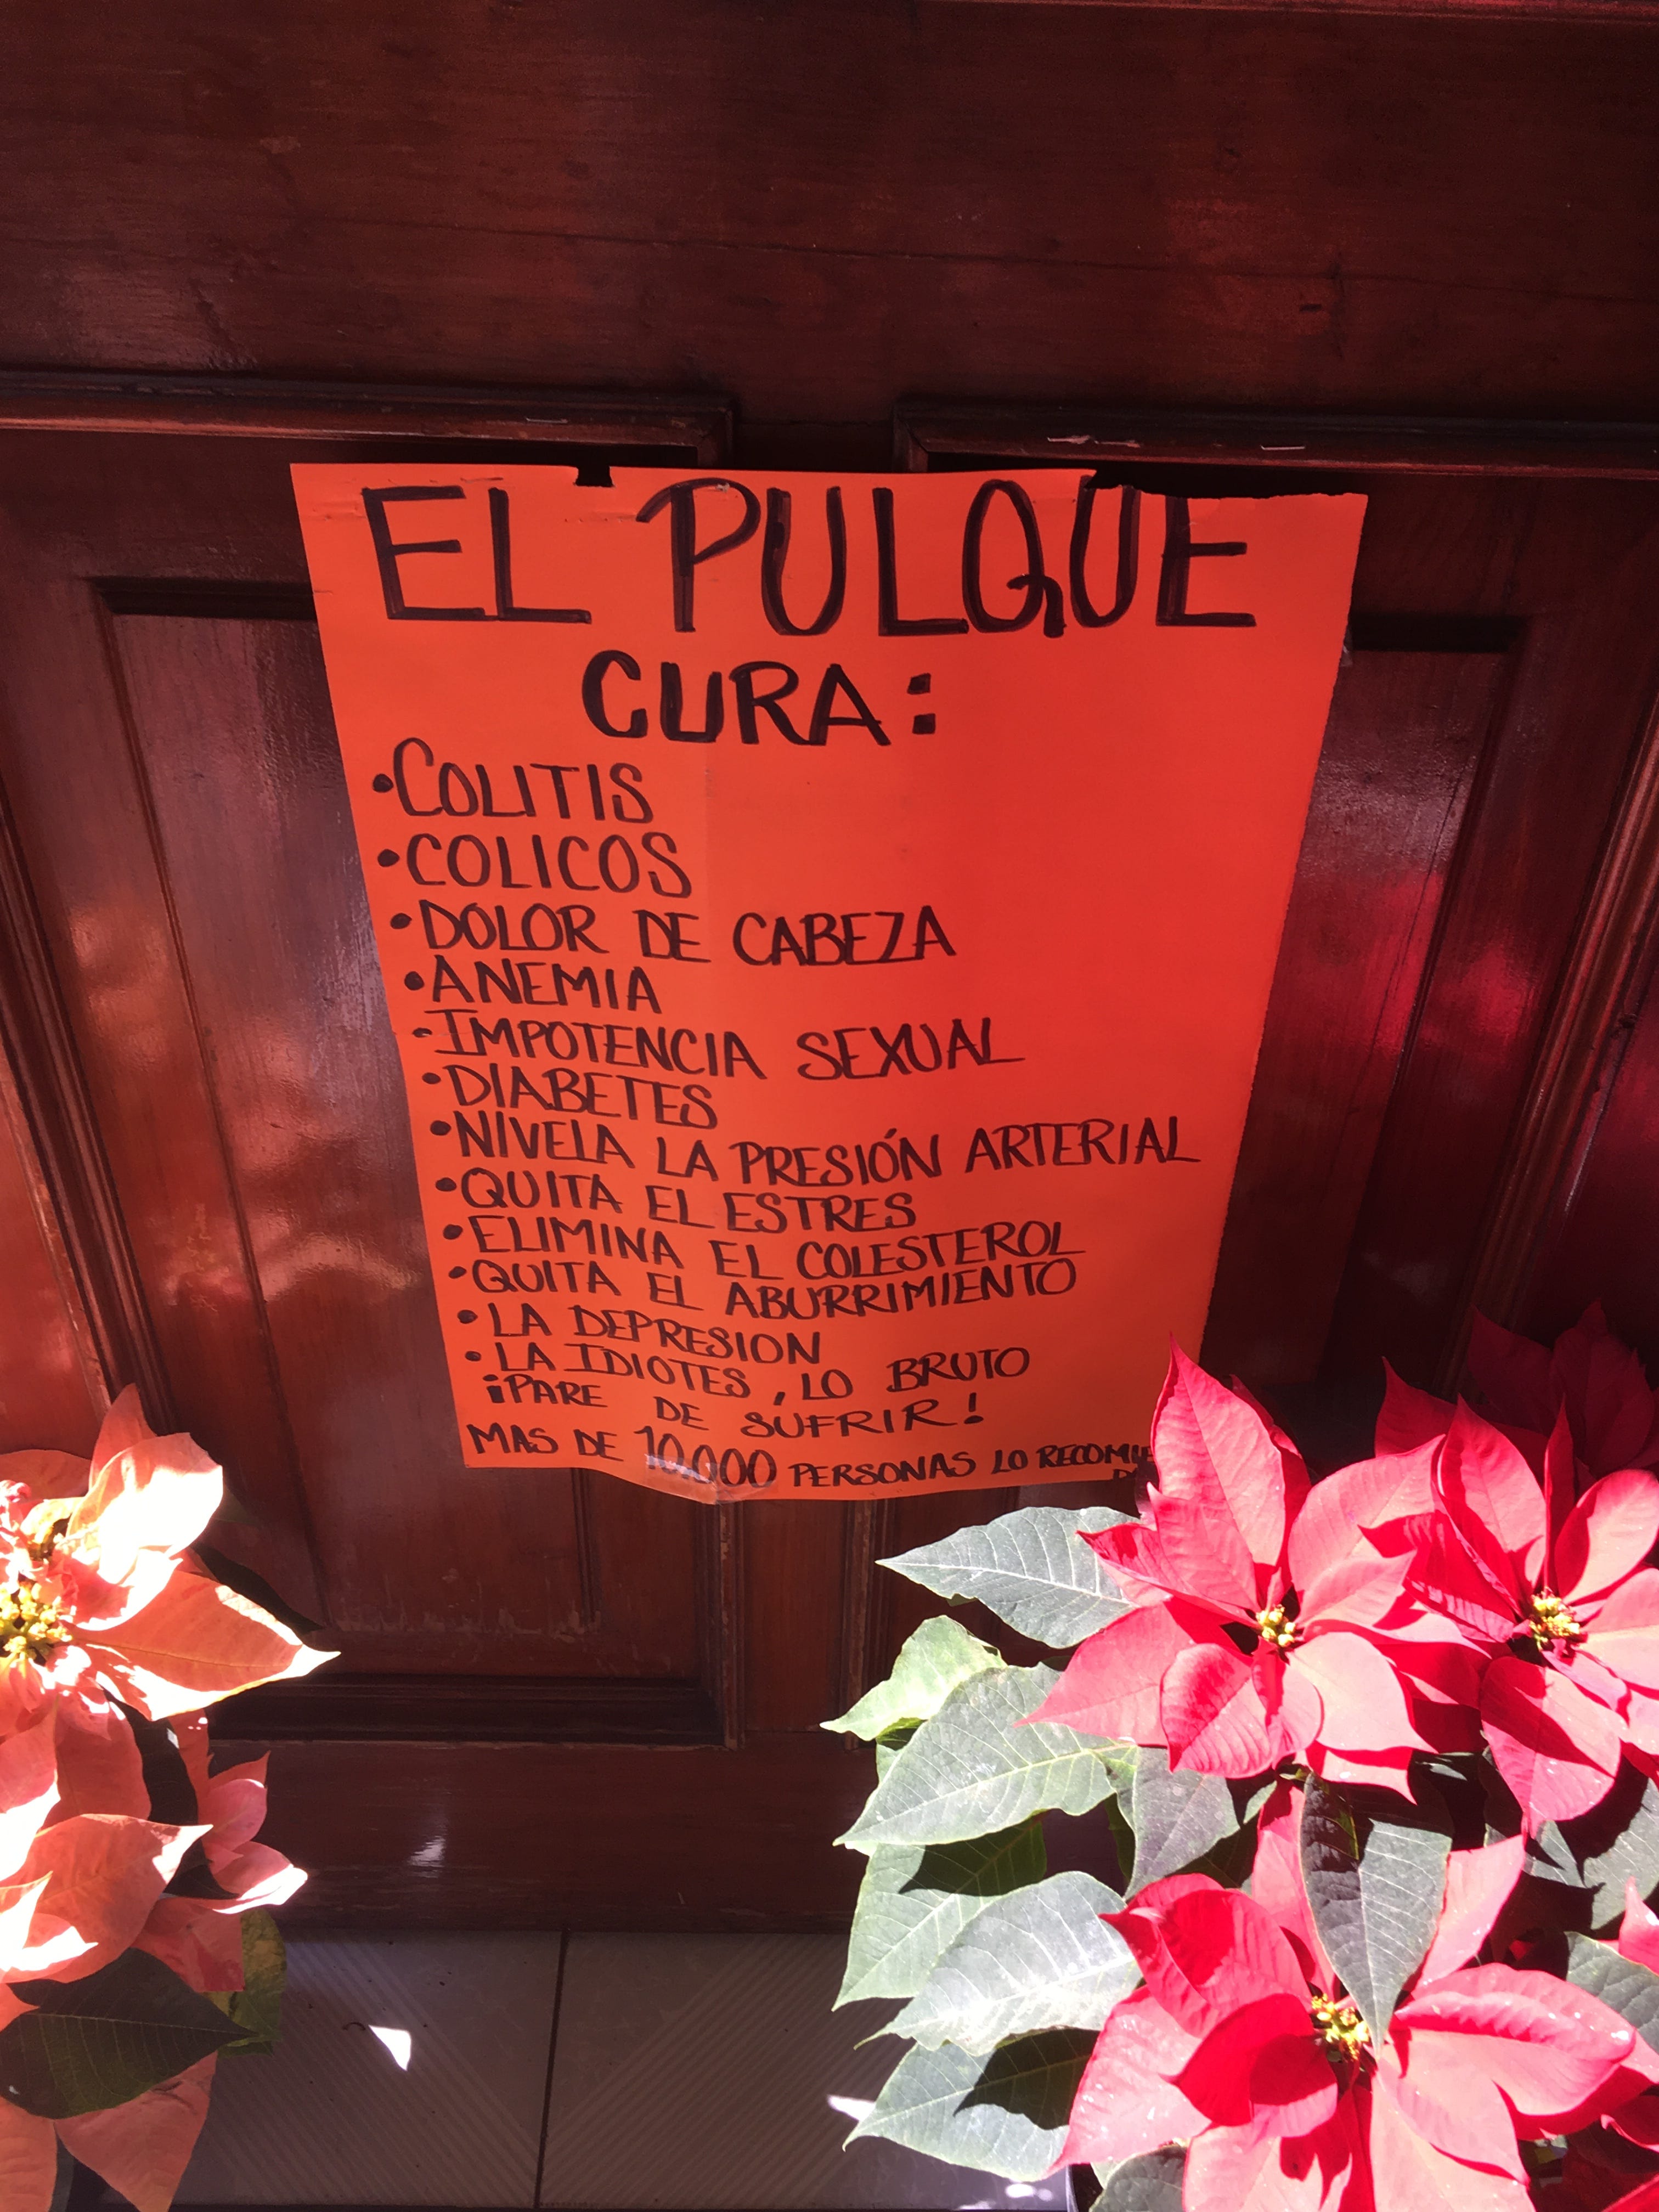 EL PULQUE
CURA:
•COLITIS
•COLICOS
•DOLOR DE CABEZA
•ANEMIA
•IMPOTENCIA SEXUAL
•DIABETES
•NIVELA LA PRESIÓN ARTERIAL
•QUITA EL ESTRES
•ELIMINA EL COLESTEROL
•QUITA EL ABURRIMIENTO
•LA DEPRESION
•LA IDIOTES, LO BRUTO
¡PARE DE SUFRIR!
MAS DE 10.000 PERSONAS LO